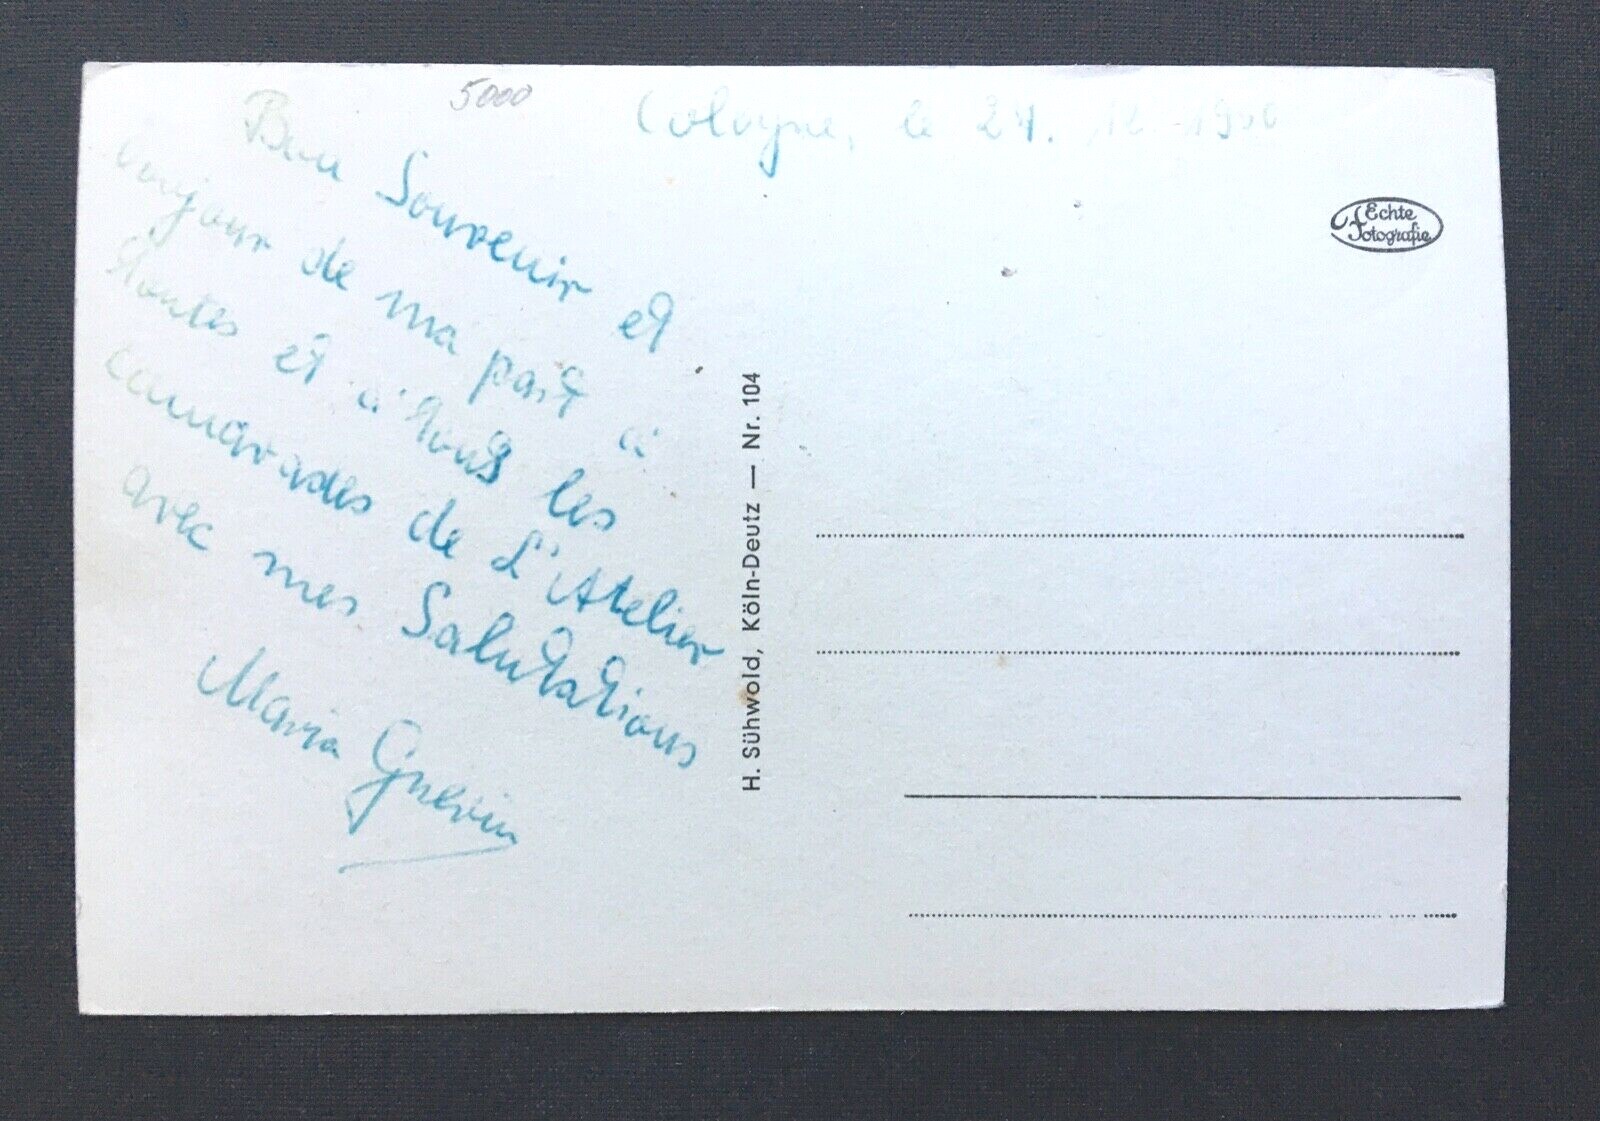 5000
Cologne, le 24. 12.
Bon Souvenir et
bonjour de ma part à
toutes et à tous les
camarades de L'Atelier
avec mes Salutations
Maria Guerin
Echte
Fotografie
H. Sühwold, Köln-Deutz — Nr. 104